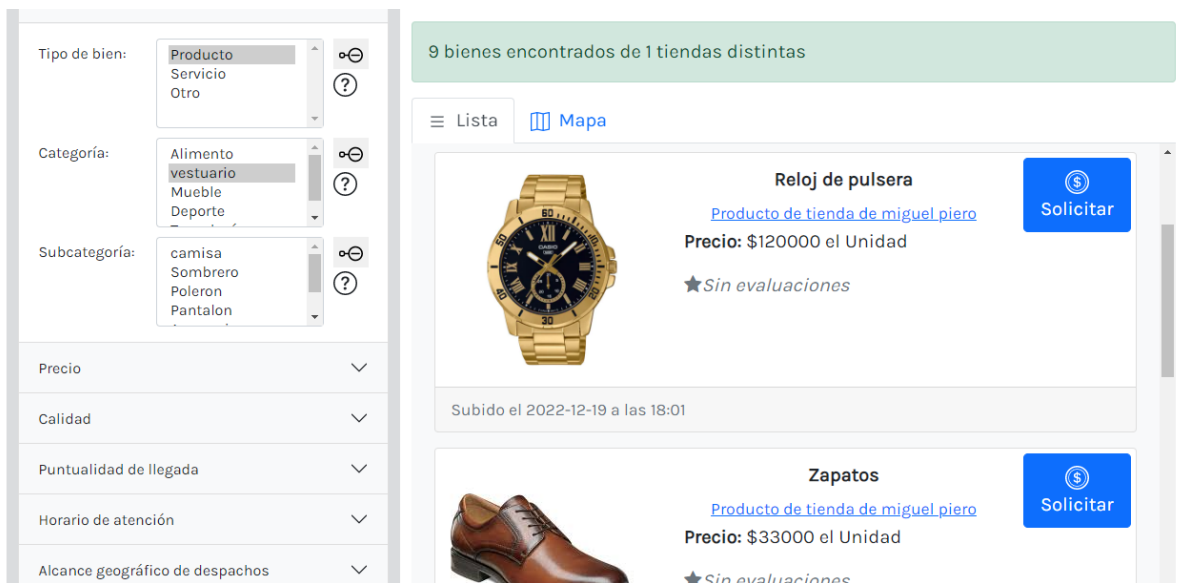 Tipo de bien:
Producto
Servicio
Otro
Categoría:
Alimento
vestuario
Mueble
Deporte
Subcategoría:
camisa
Sombrero
Poleron
Pantalon
Precio
Calidad
Puntualidad de llegada
Horario de atención
Alcance geográfico de despachos
9 bienes encontrados de 1 tiendas distintas
Lista
Mapa
Reloj de pulsera
Producto de tienda de miguel piero
Precio: $120000 el Unidad
Sin evaluaciones
Solicitar
Subido el 2022-12-19 a las 18:01
Zapatos
Producto de tienda de miguel piero
Precio: $33000 el Unidad
Sin evaluaciones
Solicitar